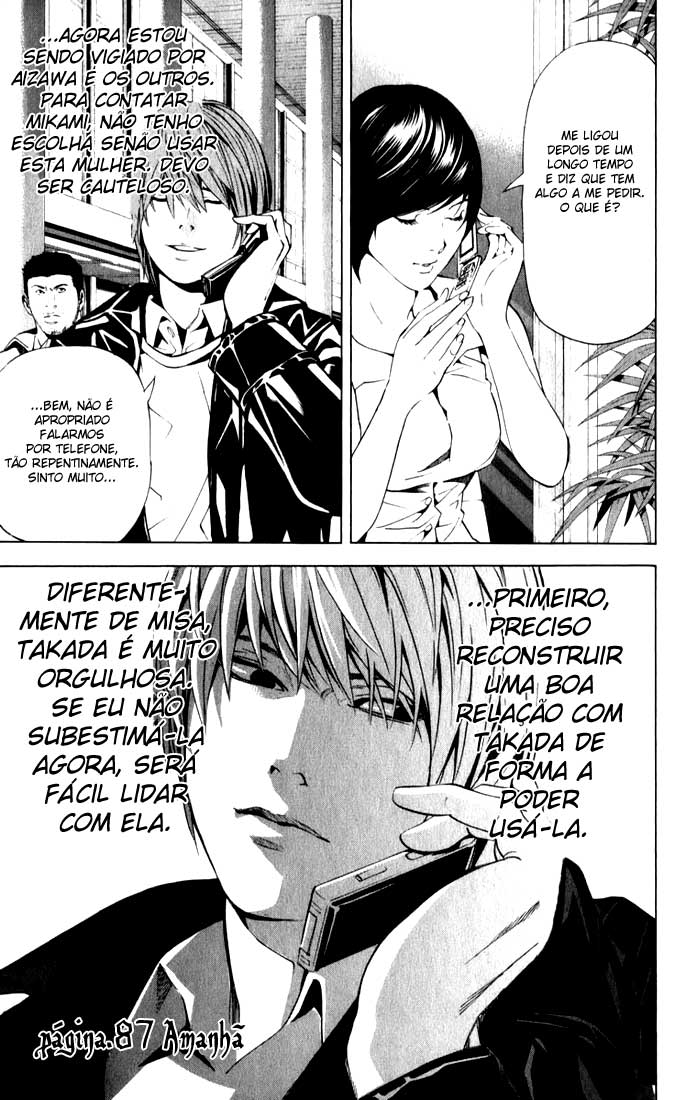 ME LIGOU
DEPOIS DE UM
LONGO TEMPO
E DIZ QUE TEM
ALGO A ME PEDIR.
O QUE É?
...AGORA ESTOU
SENDO VIGIADO POR
AIZAWA E OS OUTROS.
PARA CONTATAR
MIKAMI, NÃO TENHO
ESCOLHA SENÃO USAR
ESTA MULHER. DEVO
SER CAUTELOSO.
...BEM, NÃO É
APROPRIADO
FALARMOS
POR TELEFONE,
TÃO REPENTINAMENTE.
SINTO MUITO...
...PRIMEIRO,
PRECISO
RECONSTRUIR
UMA BOA
RELAÇÃO COM
TAKADA DE
FORMA A
PODER
USÁ-LA.
DIFERENTE-
MENTE DE MISA,
TAKADA É MUITO
ORGULHOSA.
SE EU NÃO
SUBESTIMÁ-LA
AGORA, SERÁ
FÁCIL LIDAR
COM ELA.
página.87 Amanhã